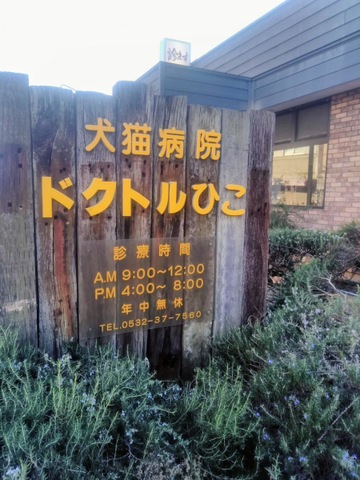 犬猫病院
ドクトルひこ
診療時間
A.M 9:00~12:00
PM 4:00~ 8:00
年中無休
TEL.0532-37-7560